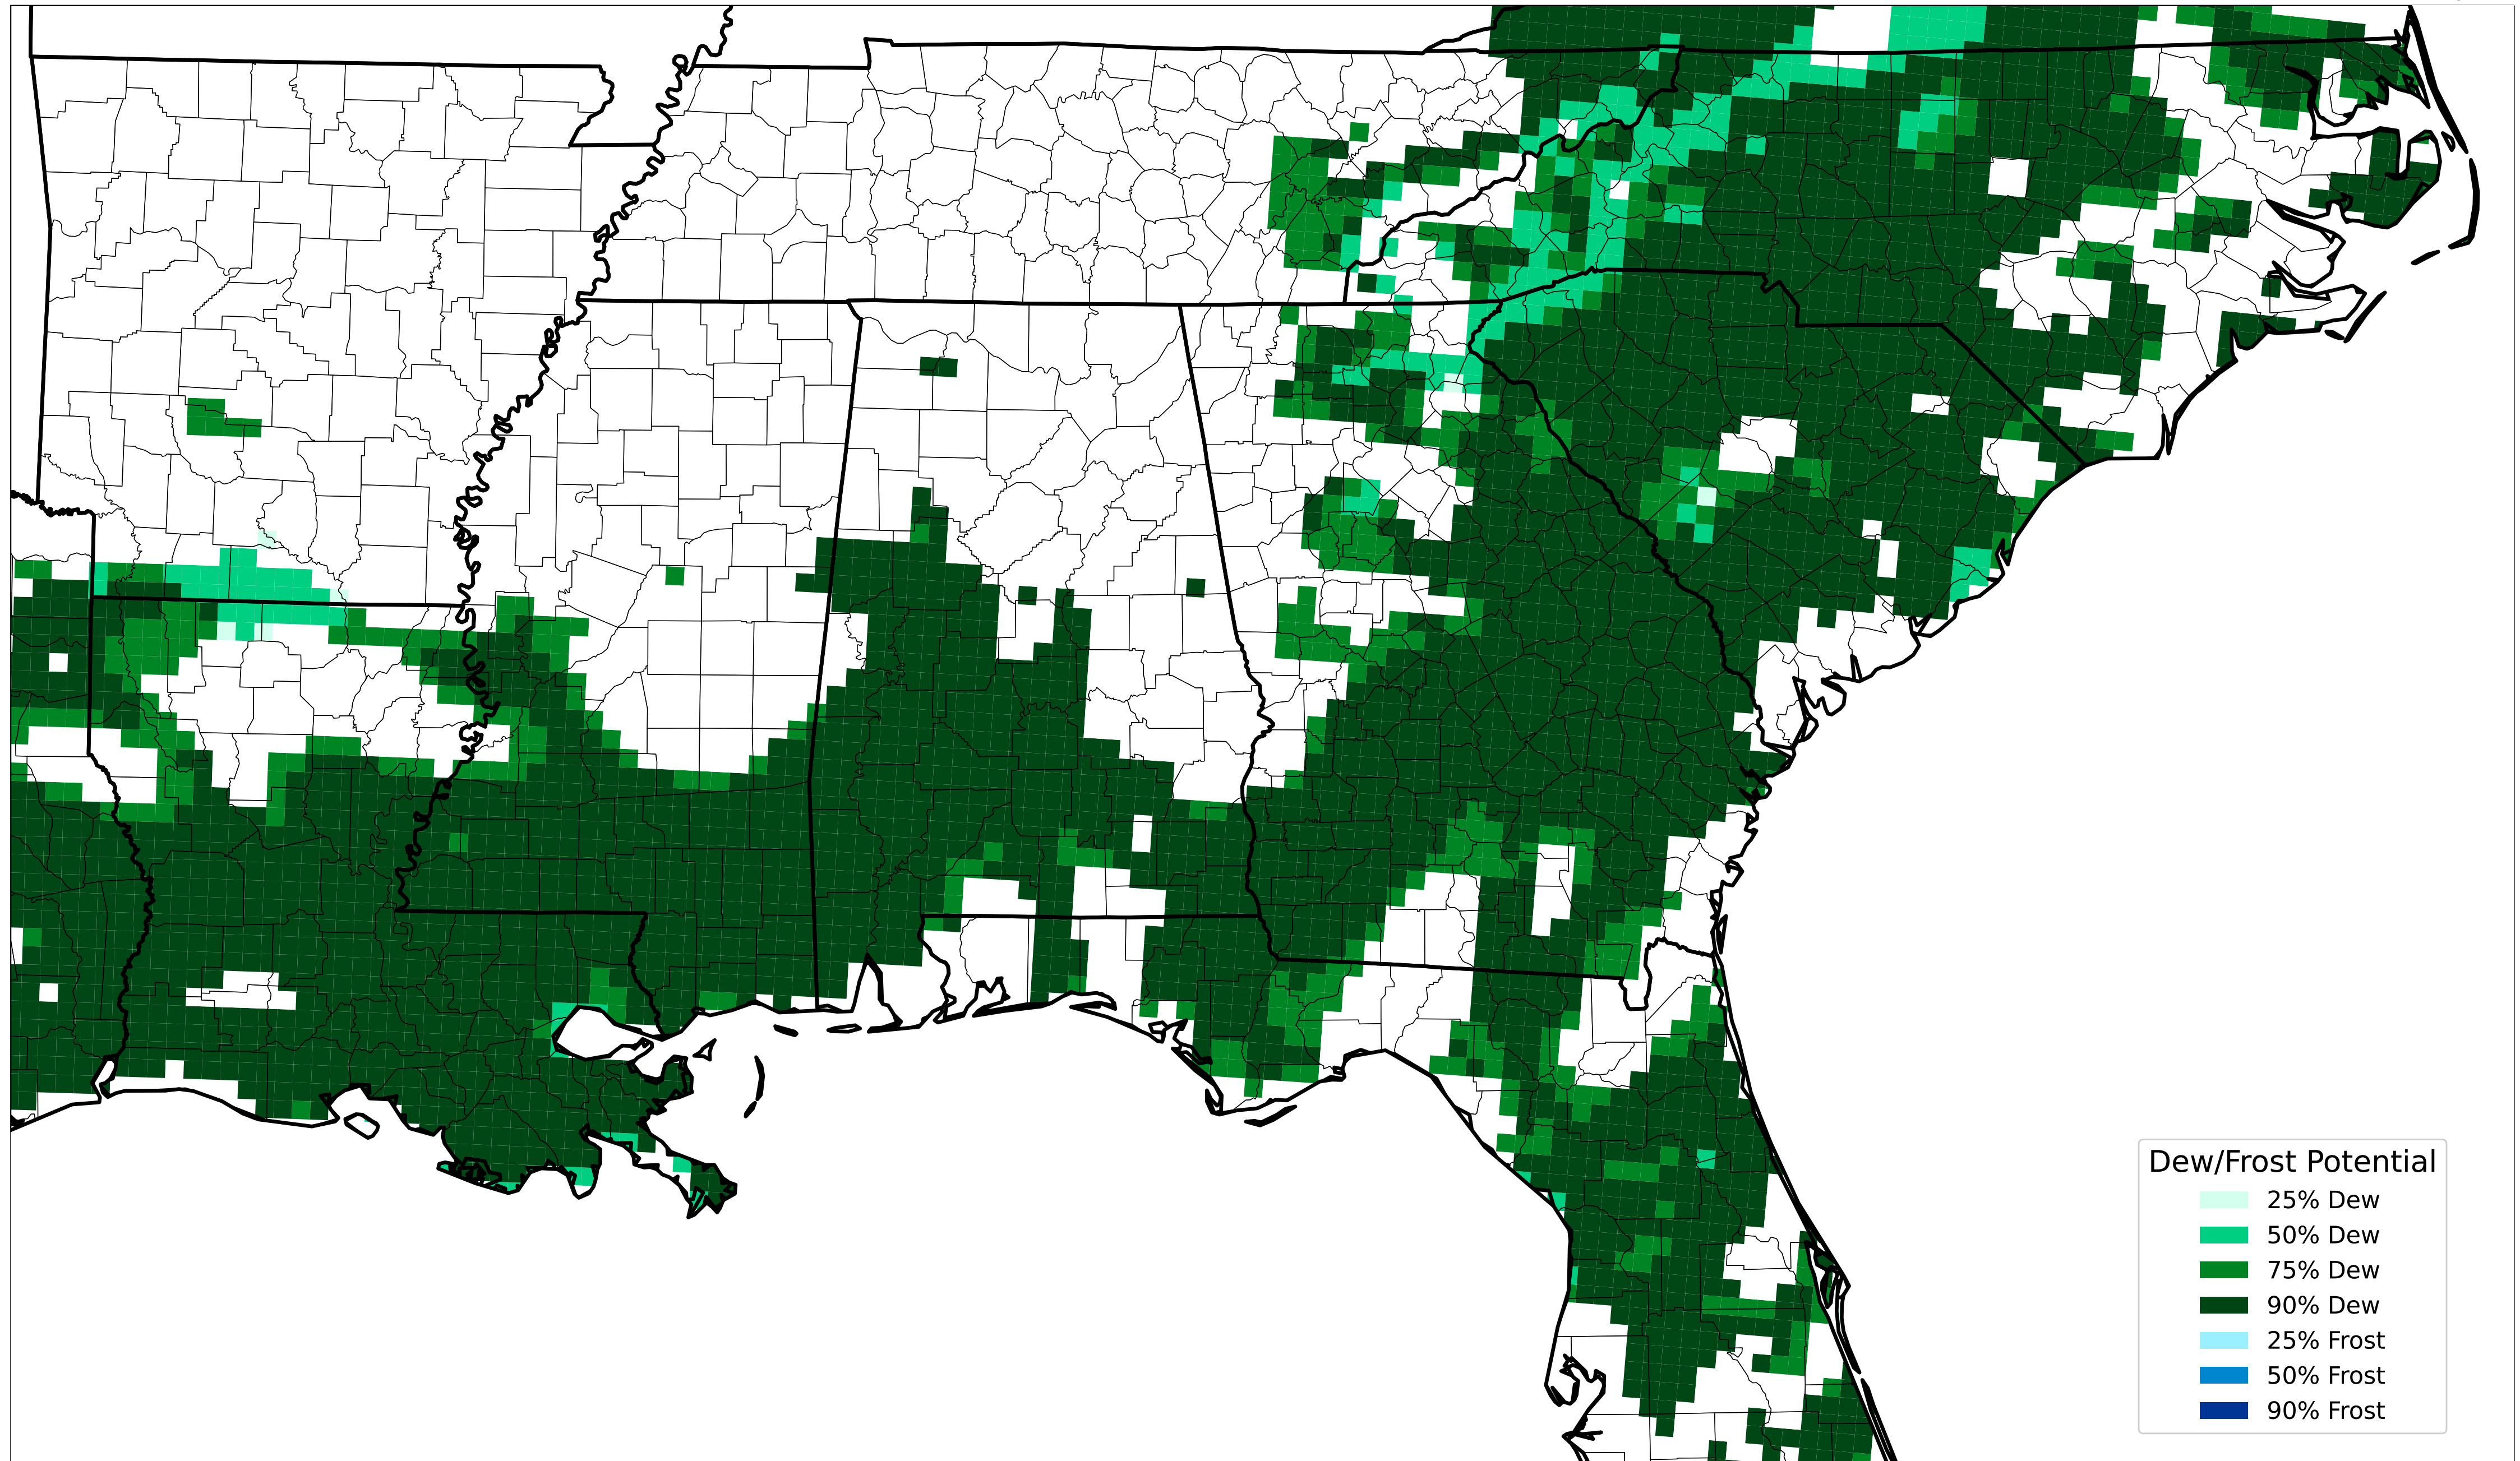 Dew/Frost Potential
25% Dew
50% Dew
75% Dew
90% Dew
25% Frost
50% Frost
90% Frost